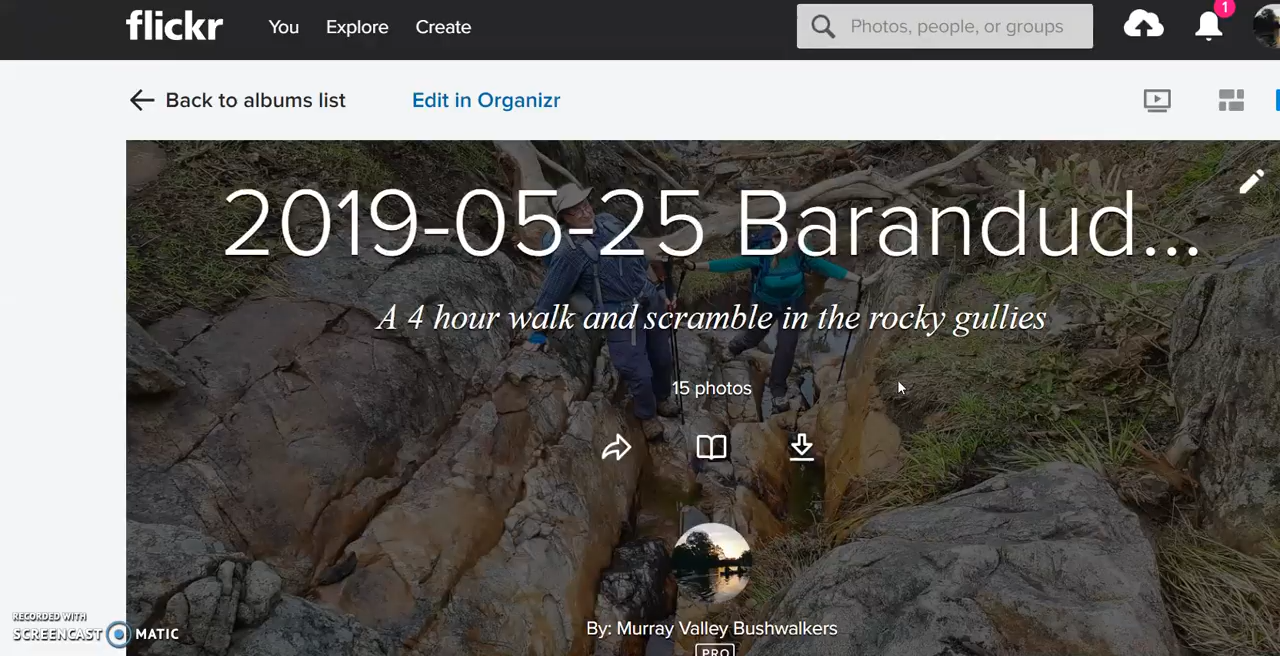 flickr You Explore Create Photos, people, or groups 1
Back to albums list Edit in Organizr
2019-05-25 Barandud...
A 4 hour walk and scramble in the rocky gullies
15 photos
By: Murray Valley Bushwalkers
PRO
RECORDED WITH
SCREENCAST MATIC